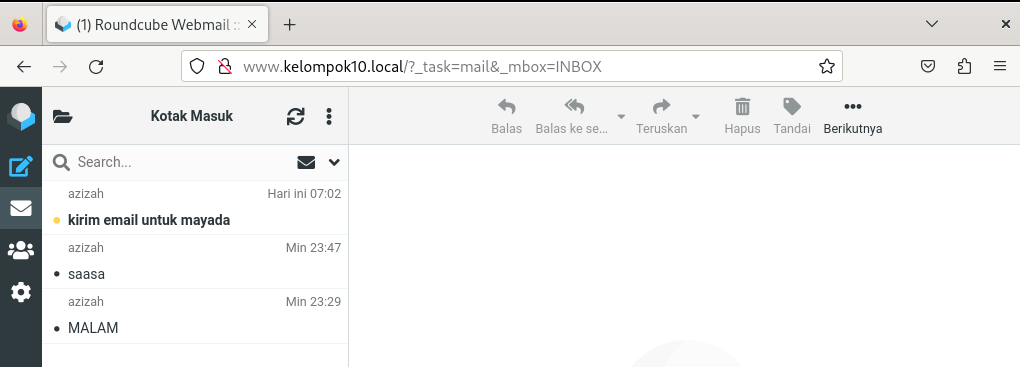 (1) Roundcube Webmail ::
www.kelompok10.local/?_task=mail&_mbox=INBOX
Kotak Masuk
Balas
Balas ke se...
Teruskan
Hapus
Tandai
Berikutnya
Search...
azizah Hari ini 07:02
kirim email untuk mayada
azizah Min 23:47
saasa
azizah Min 23:29
MALAM